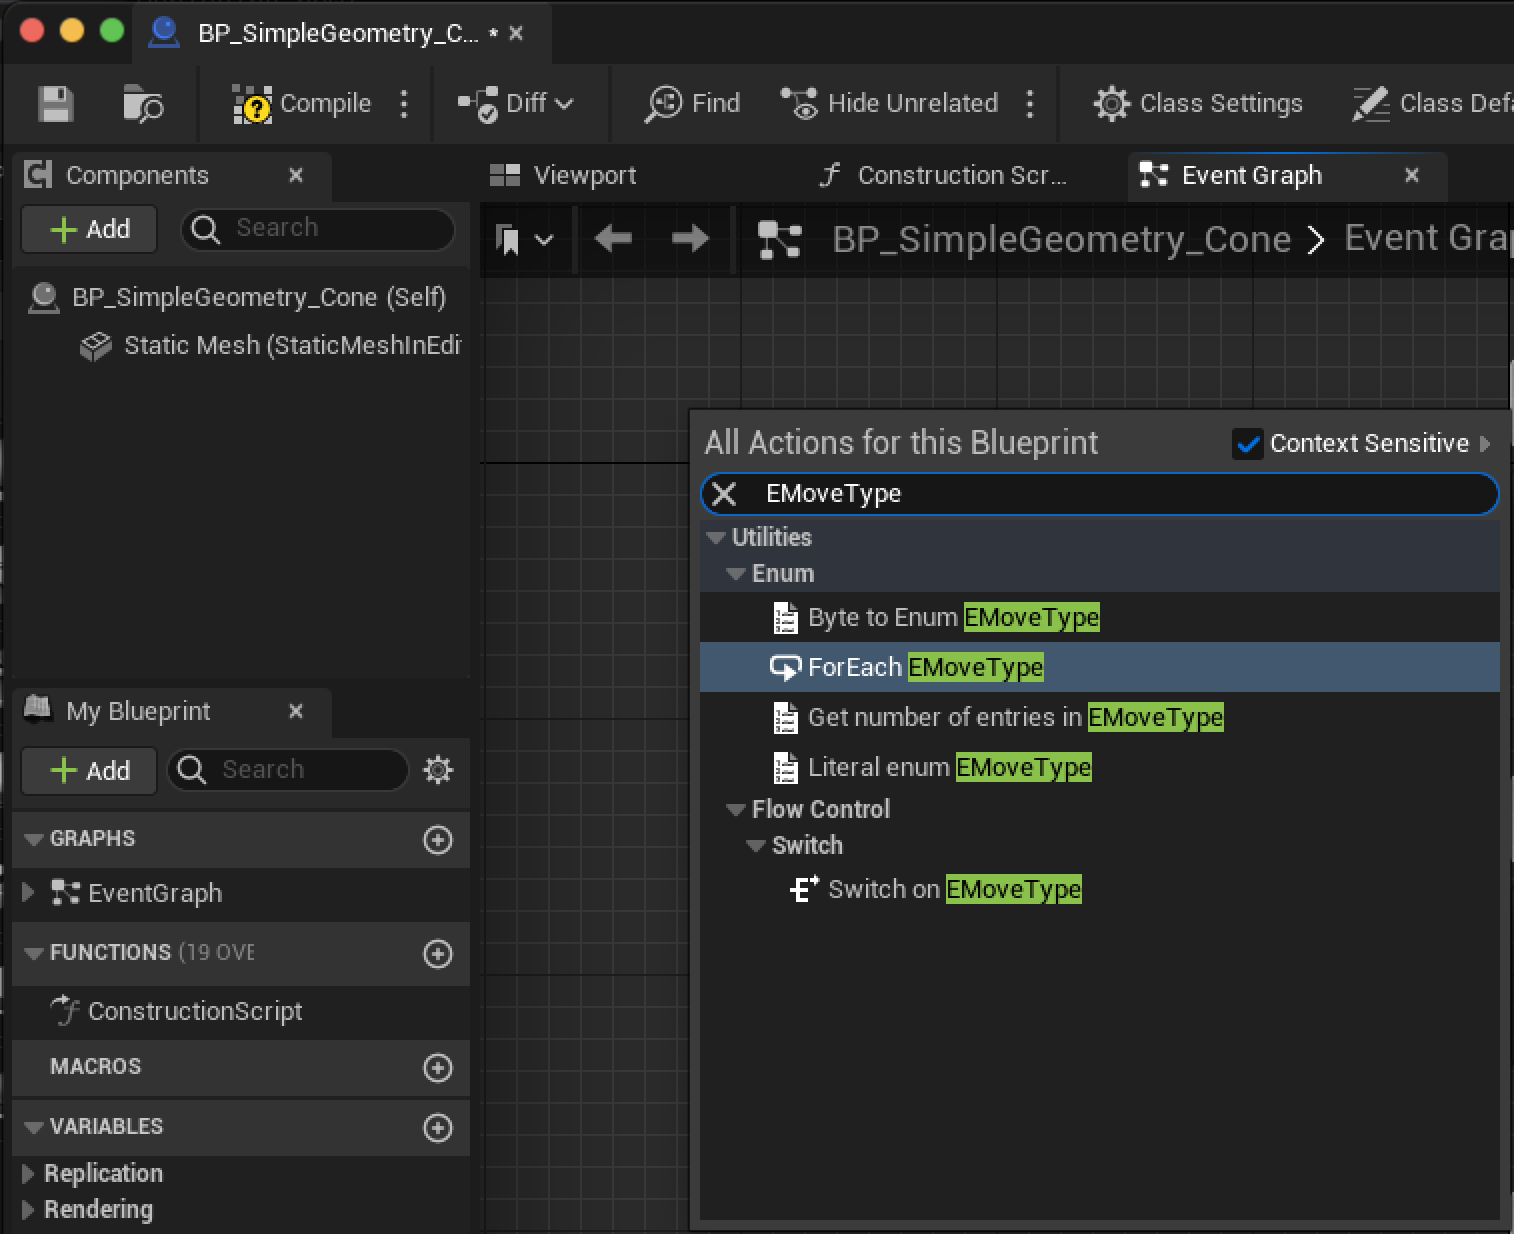 BP_SimpleGeometry_C... *
Compile
Diff
Find
Hide Unrelated
Class Settings
Class Defa
Components
Viewport
Construction Scr...
Event Graph
Add
Search
BP_SimpleGeometry_Cone
Event Gra
BP_SimpleGeometry_Cone (Self)
Static Mesh (StaticMeshInEdi
All Actions for this Blueprint
Context Sensitive
EMoveType
Utilities
Enum
Byte to Enum EMoveType
ForEach EMoveType
Get number of entries in EMoveType
Literal enum EMoveType
Flow Control
Switch
Switch on EMoveType
My Blueprint
Add
Search
GRAPHS
EventGraph
FUNCTIONS (19 OVE
ConstructionScript
MACROS
VARIABLES
Replication
Rendering